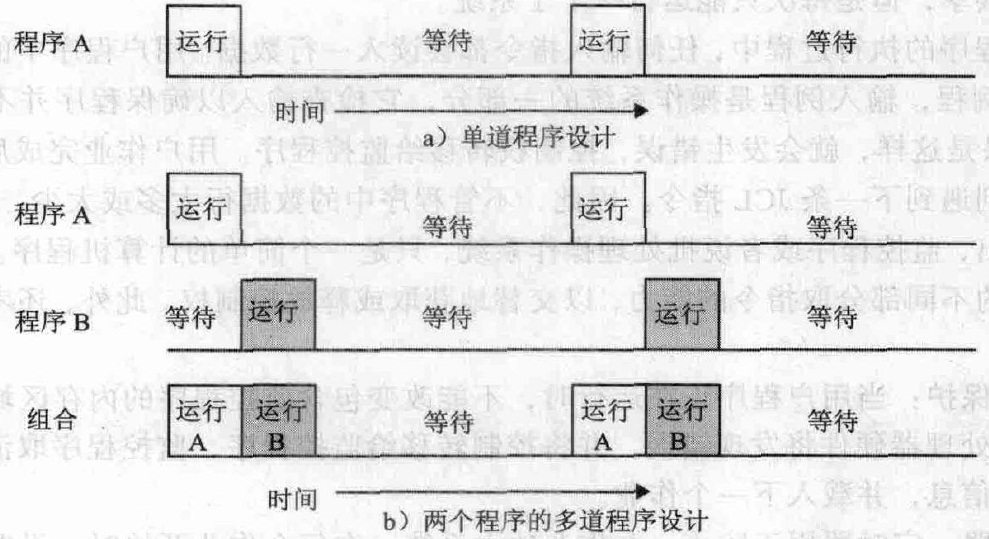 程序 A 运行 等待 运行 等待
时间
a）单道程序设计
程序 A 运行 等待 运行 等待
程序 B 等待 运行 等待 运行 等待
组合 运行 A 运行 B 等待 运行 A 运行 B 等待
时间
b）两个程序的多道程序设计